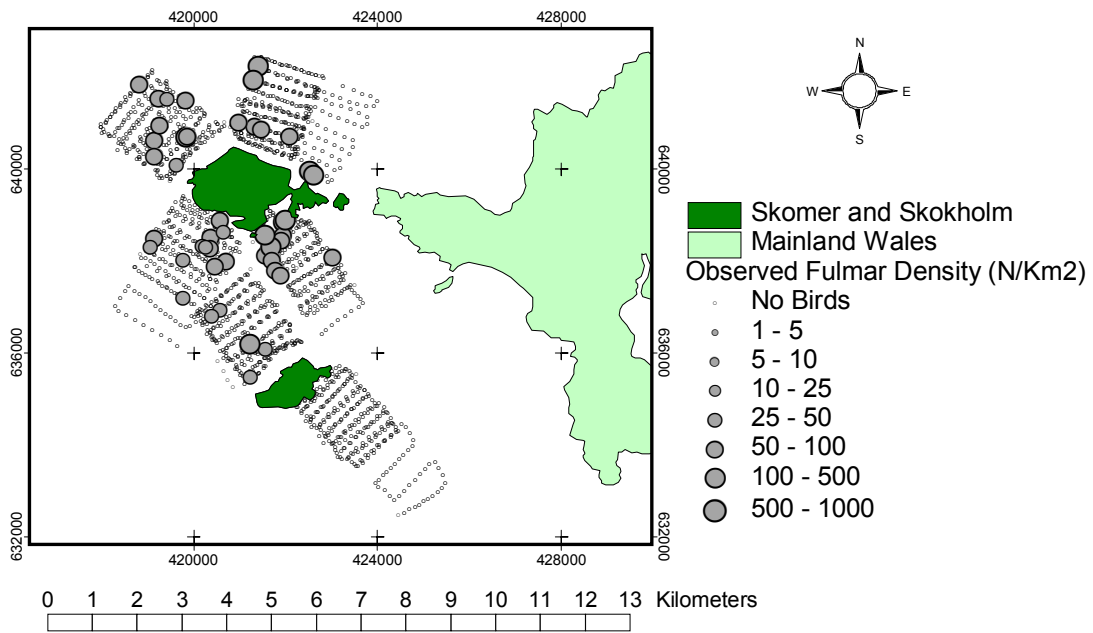 420000 424000 428000
640000 640000
636000 636000
632000 632000
420000 424000 428000
N
W E
S
Skomer and Skokholm
Mainland Wales
Observed Fulmar Density (N/Km2)
No Birds
1 - 5
5 - 10
10 - 25
25 - 50
50 - 100
100 - 500
500 - 1000
0 1 2 3 4 5 6 7 8 9 10 11 12 13 Kilometers